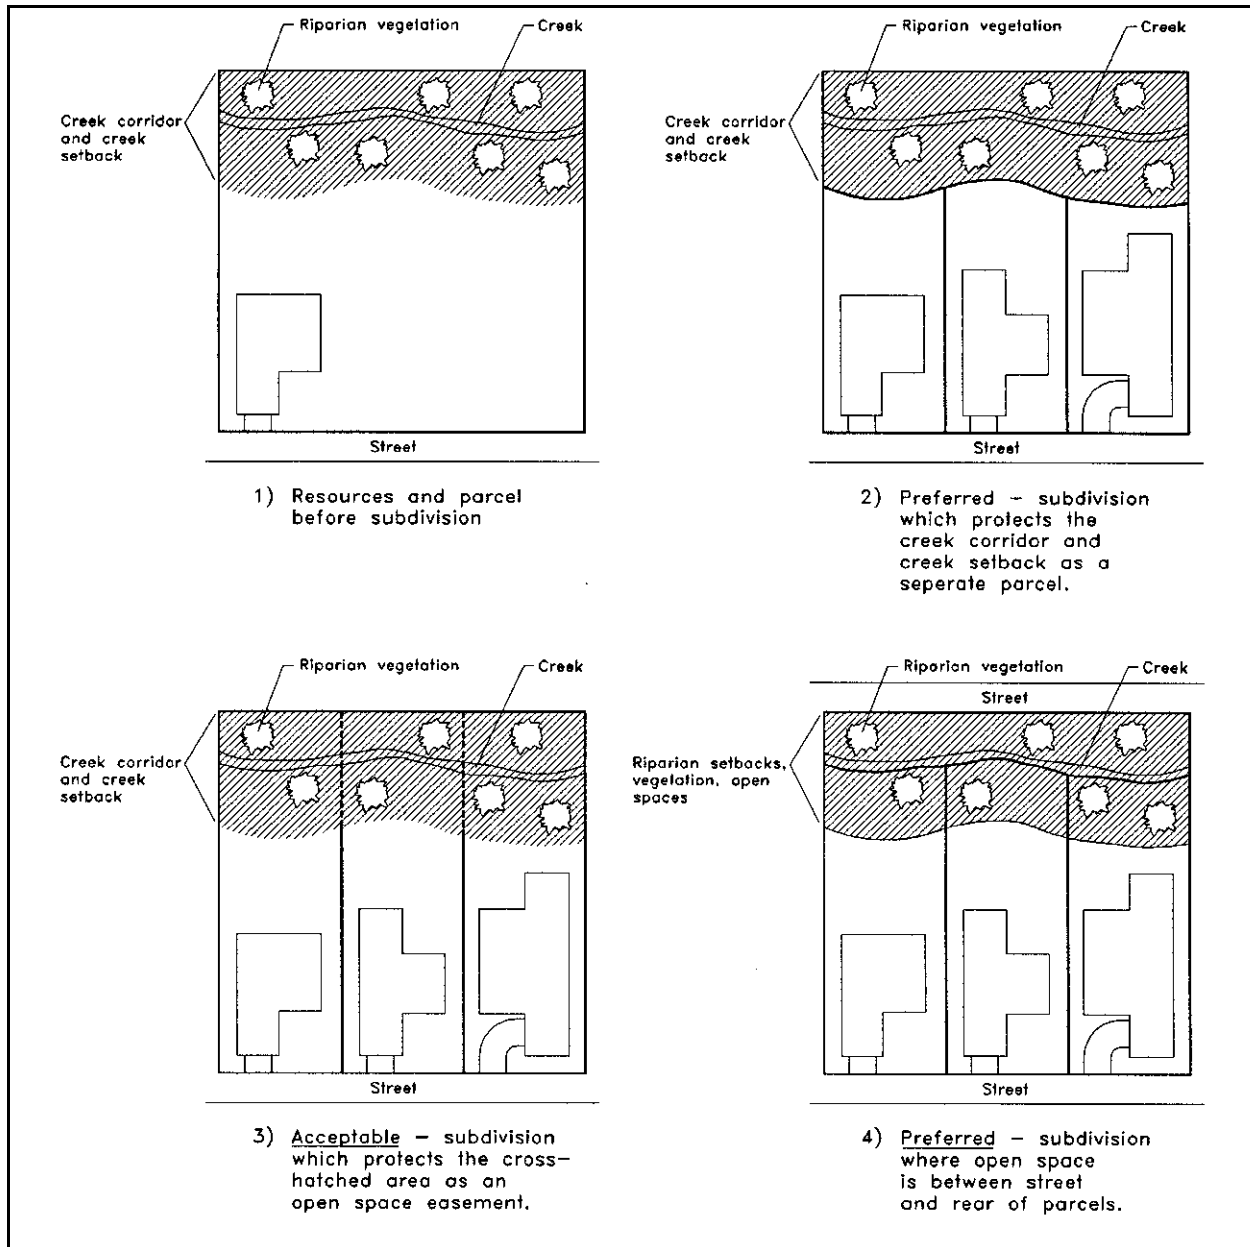 Riparian vegetation
Creek
Creek corridor
and creek
setback
Street
1) Resources and parcel
before subdivision
Riparian vegetation
Creek
Creek corridor
and creek
setback
Street
2) Preferred – subdivision
which protects the
creek corridor and
creek setback as a
seperate parcel.
Riparian vegetation
Creek
Creek corridor
and creek
setback
Street
3) Acceptable – subdivision
which protects the cross–
hatched area as an
open space easement.
Riparian vegetation
Creek
Street
Riparian setbacks,
vegetation, open
spaces
Street
4) Preferred – subdivision
where open space
is between street
and rear of parcels.